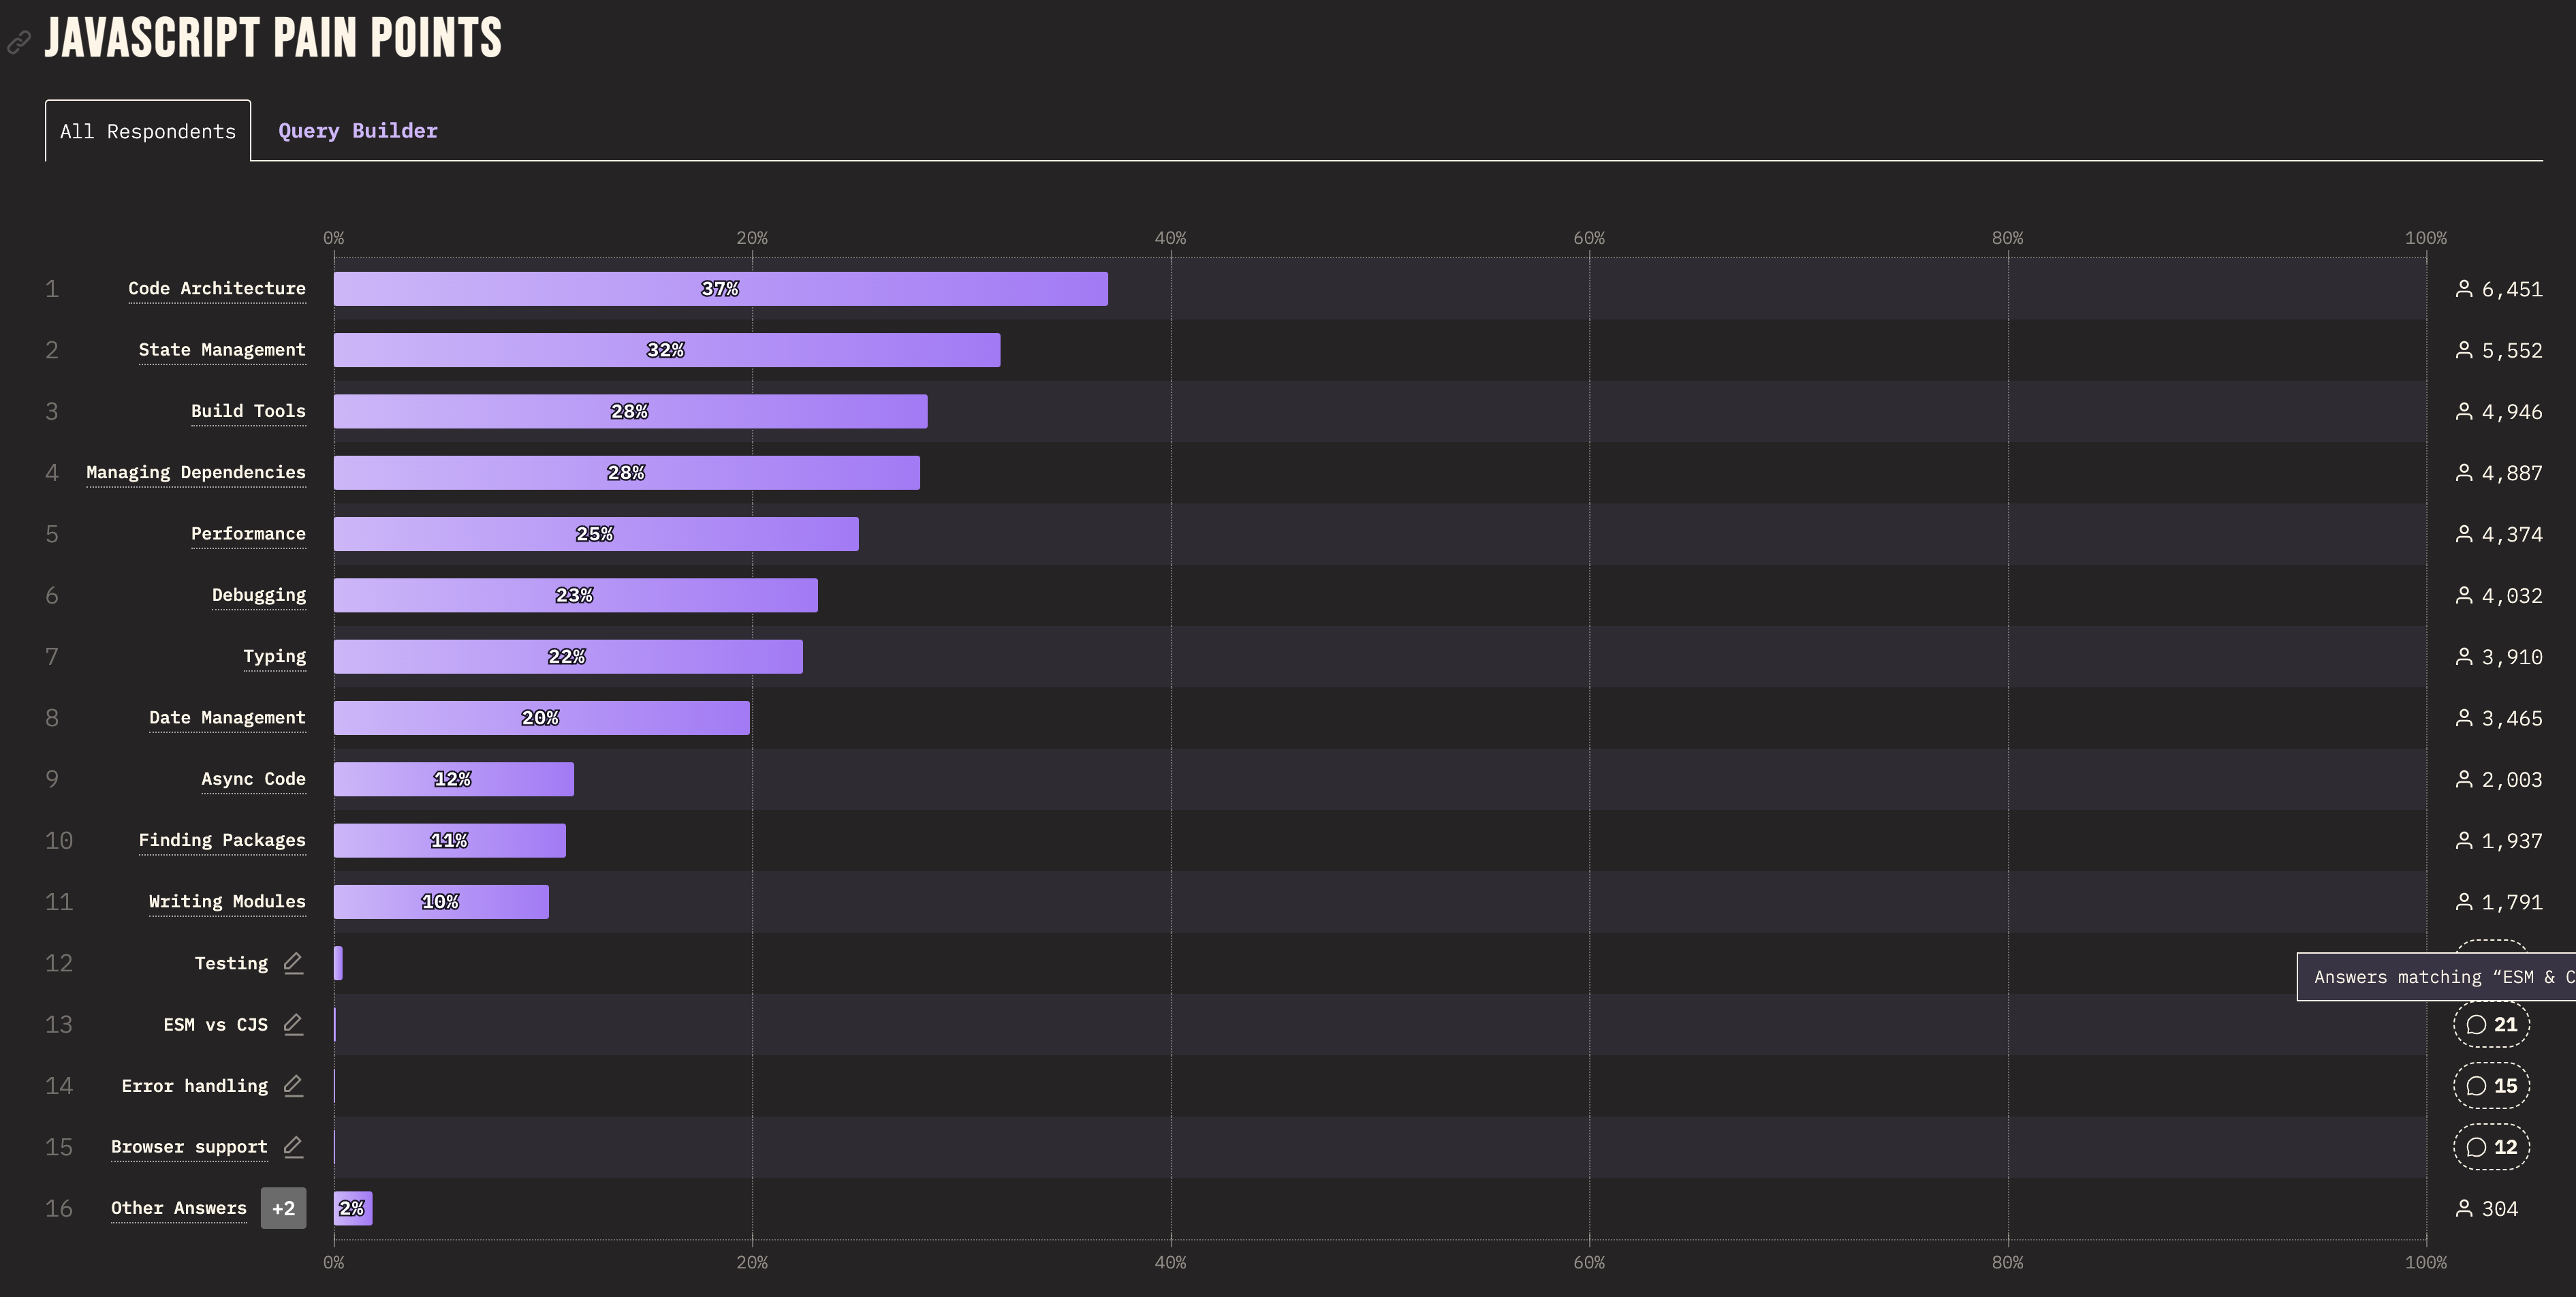 JAVASCRIPT PAIN POINTS
All Respondents Query Builder
0% 20% 40% 60% 80% 100%
1 Code Architecture 37% 6,451
2 State Management 32% 5,552
3 Build Tools 28% 4,946
4 Managing Dependencies 28% 4,887
5 Performance 25% 4,374
6 Debugging 23% 4,032
7 Typing 22% 3,910
8 Date Management 20% 3,465
9 Async Code 12% 2,003
10 Finding Packages 11% 1,937
11 Writing Modules 10% 1,791
12 Testing
Answers matching “ESM & C
13 ESM vs CJS 21
14 Error handling 15
15 Browser support 12
16 Other Answers +2 2% 304
0% 20% 40% 60% 80% 100%